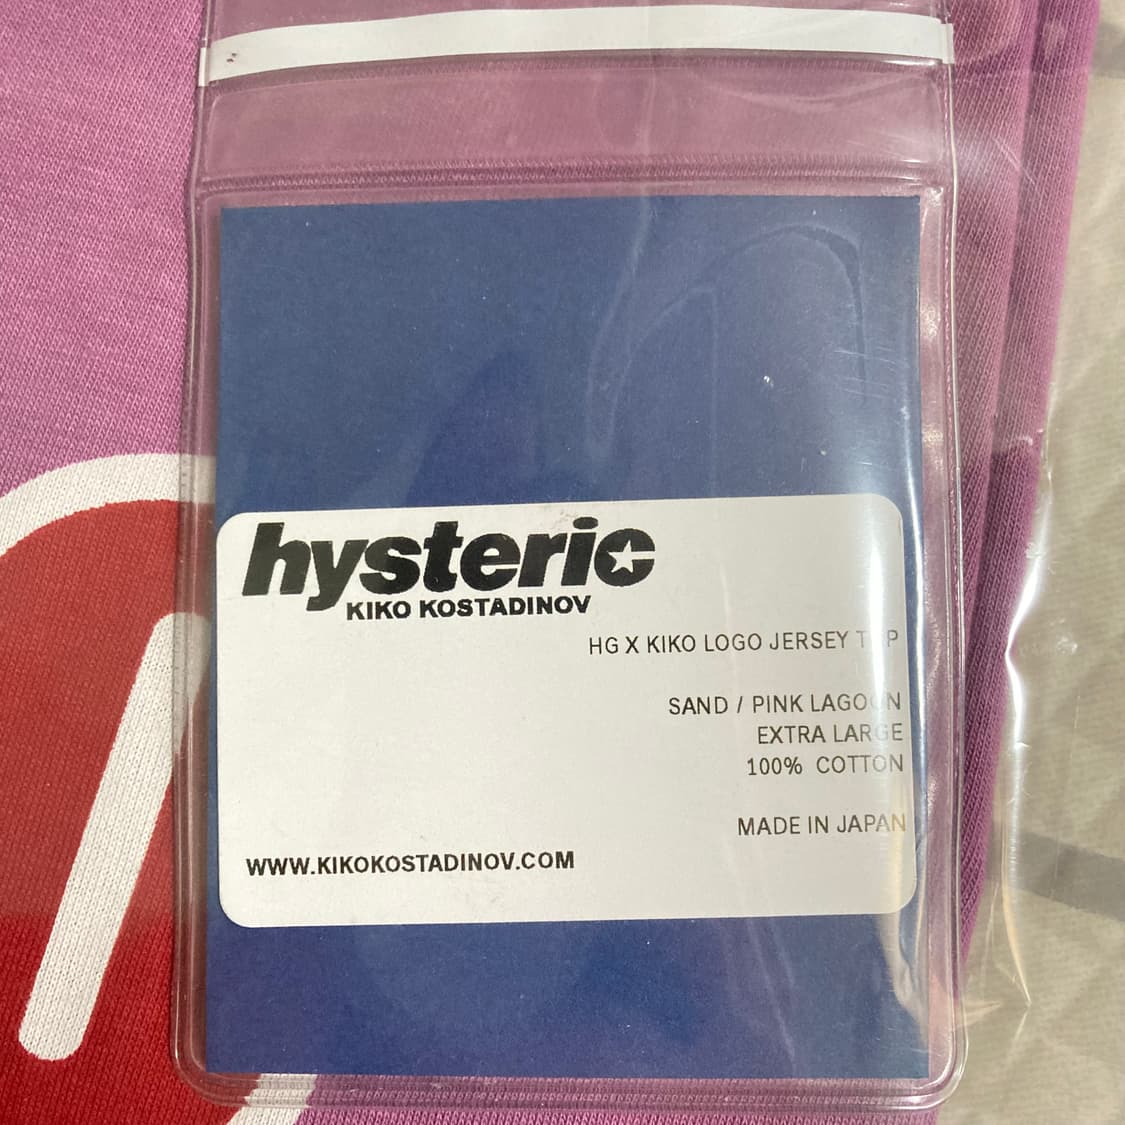 hysteric
KIKO KOSTADINOV
HG X KIKO LOGO JERSEY TOP
SAND / PINK LAGOON
EXTRA LARGE
100% COTTON
MADE IN JAPAN
WWW.KIKOKOSTADINOV.COM